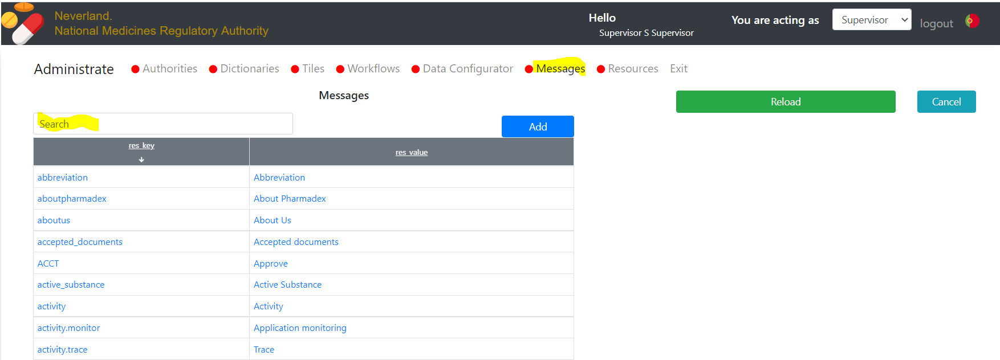 Neverland.
National Medicines Regulatory Authority
Hello
Supervisor S Supervisor
You are acting as
Supervisor
logout
Administrate
Authorities
Dictionaries
Tiles
Workflows
Data Configurator
Messages
Resources
Exit
Messages
Reload
Cancel
Search
Add
res_key
res_value
abbreviation Abbreviation
aboutpharmadex About Pharmadex
aboutus About Us
accepted_documents Accepted documents
ACCT Approve
active_substance Active Substance
activity Activity
activity.monitor Application monitoring
activity.trace Trace